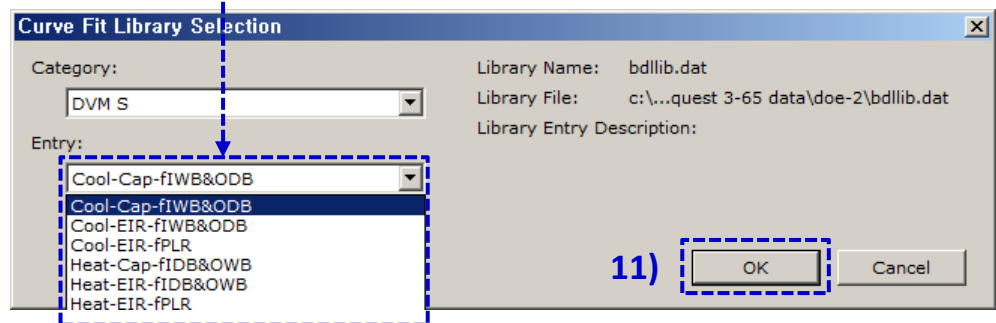 Curve Fit Library Selection
Category:
DVM S
Entry:
Cool-Cap-fIWB&ODB
Cool-Cap-fIWB&ODB
Cool-EIR-fIWB&ODB
Cool-EIR-fPLR
Heat-Cap-fIDB&OWB
Heat-EIR-fIDB&OWB
Heat-EIR-fPLR
Library Name: bdllib.dat
Library File: c:\...quest 3-65 data\doe-2\bdllib.dat
Library Entry Description:
11)
OK
Cancel